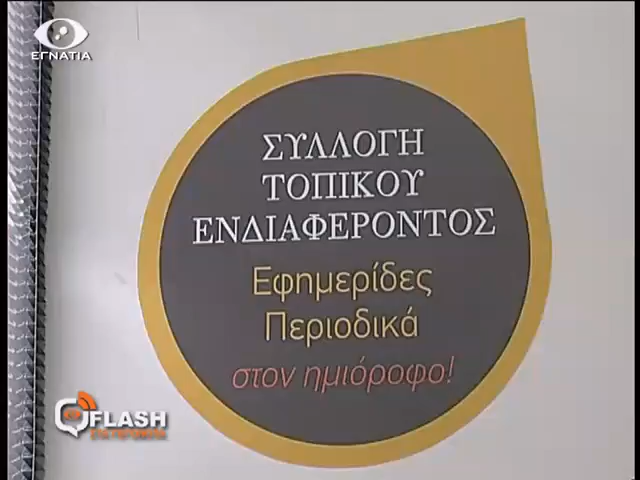 ΕΓΝΑΤΙΑ
ΣΥΛΛΟΓΗ
ΤΟΠΙΚΟΥ
ΕΝΔΙΑΦΕΡΟΝΤΟΣ
Εφημερίδες
Περιοδικά
στον ημιόροφο!
FLASH